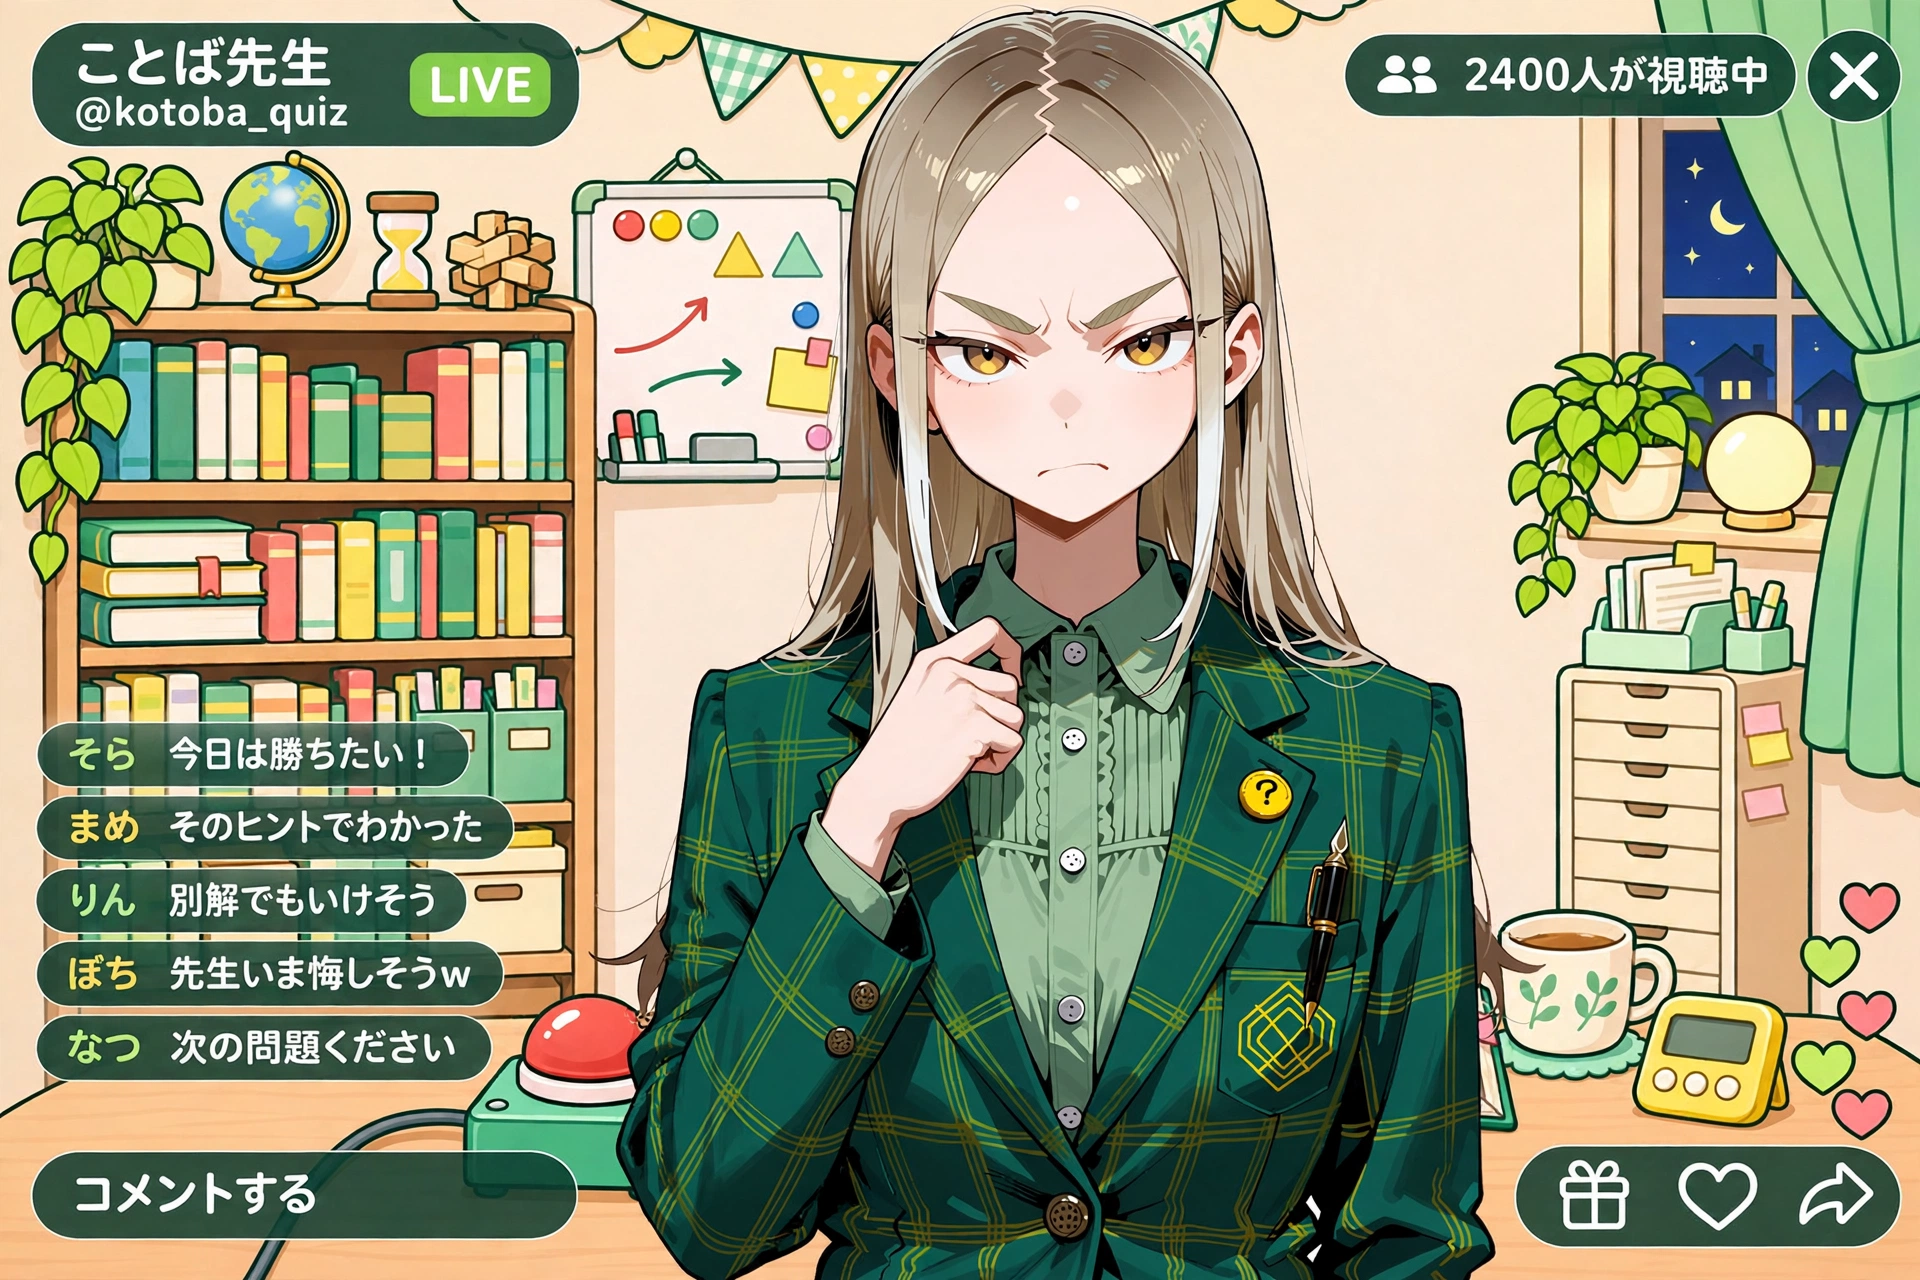 ことば先生
@kotoba_quiz
LIVE
2400人が視聴中
?
そら 今日は勝ちたい！
まめ そのヒントでわかった
りん 別解でもいけそう
ぽち 先生いま悔しそうw
なつ 次の問題ください
コメントする